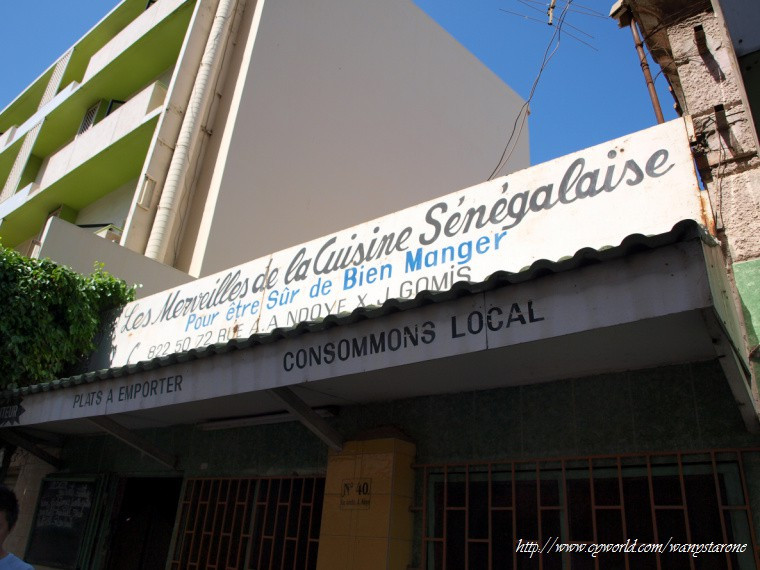 Les Merveilles de la Cuisine Sénégalaise
Pour être Sûr de Bien Manger
822 50 72 RUE A.A NDOYE X J. GOMIS
CONSOMMONS LOCAL
PLATS A EMPORTER
N° 40
http://www.cyworld.com/wanystarone